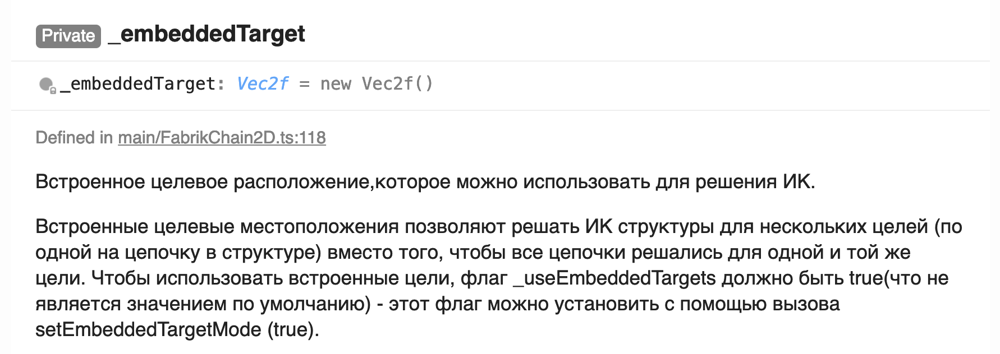 Private _embeddedTarget
_embeddedTarget: Vec2f = new Vec2f()
Defined in main/FabrikChain2D.ts:118
Встроенное целевое расположение,которое можно использовать для решения ИК.
Встроенные целевые местоположения позволяют решать ИК структуры для нескольких целей (по
одной на цепочку в структуре) вместо того, чтобы все цепочки решались для одной и той же
цели. Чтобы использовать встроенные цели, флаг _useEmbeddedTargets должно быть true(что не
является значением по умолчанию) - этот флаг можно установить с помощью вызова
setEmbeddedTargetMode (true).